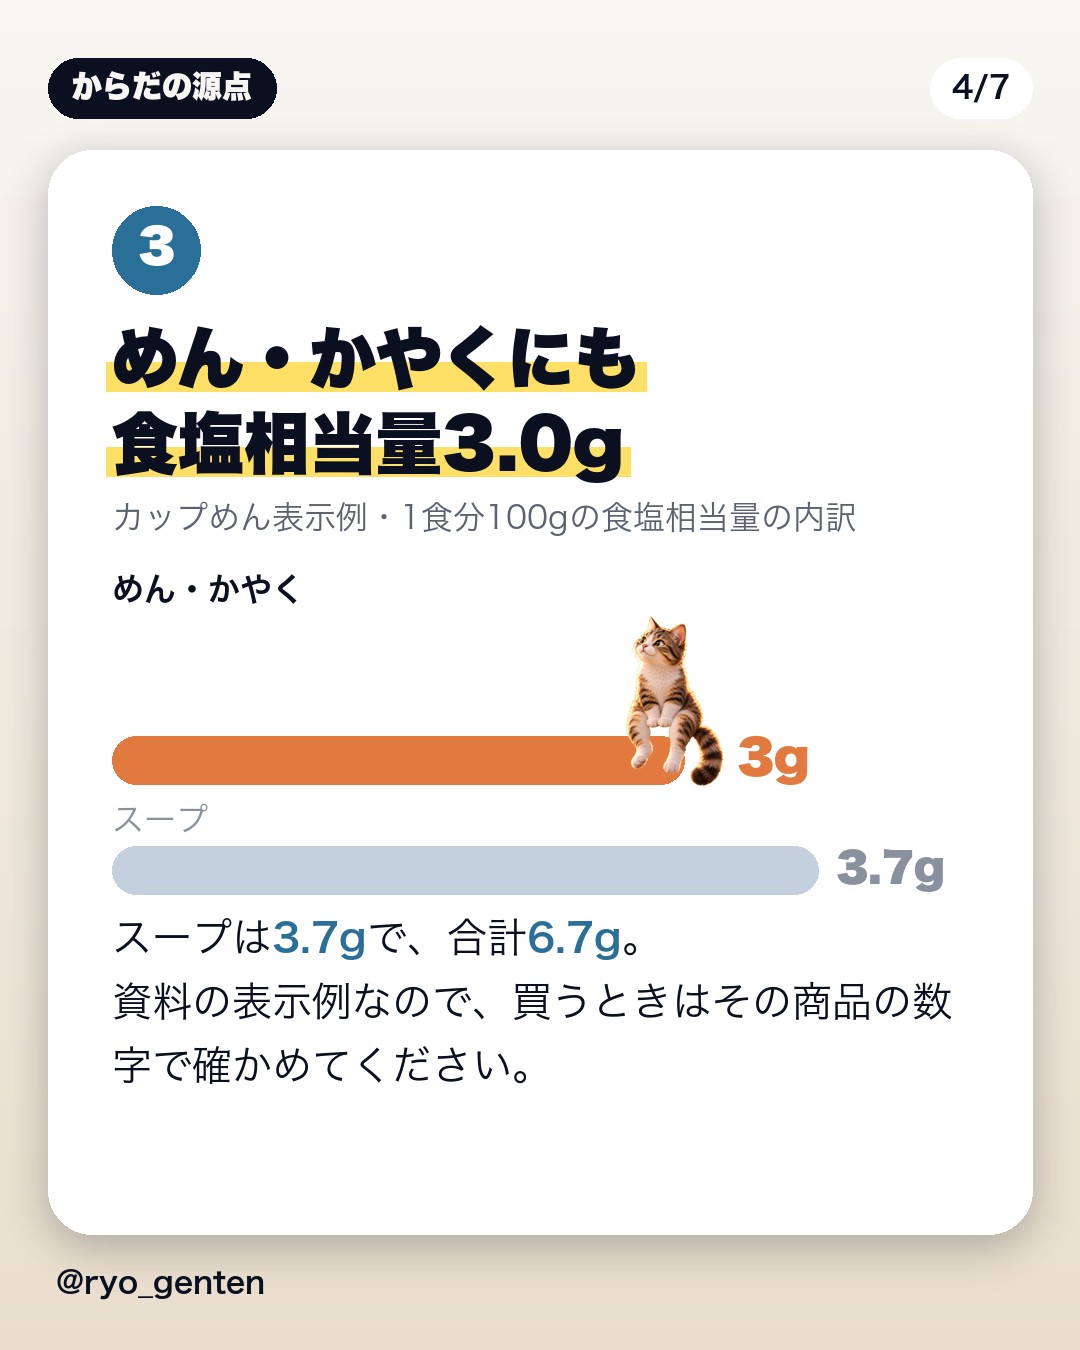 からだの源点
4/7
3
めん・かやくにも
食塩相当量3.0g
カップめん表示例・1食分100gの食塩相当量の内訳
めん・かやく
3g
スープ
3.7g
スープは3.7gで、合計6.7g。
資料の表示例なので、買うときはその商品の数
字で確かめてください。
@ryo_genten